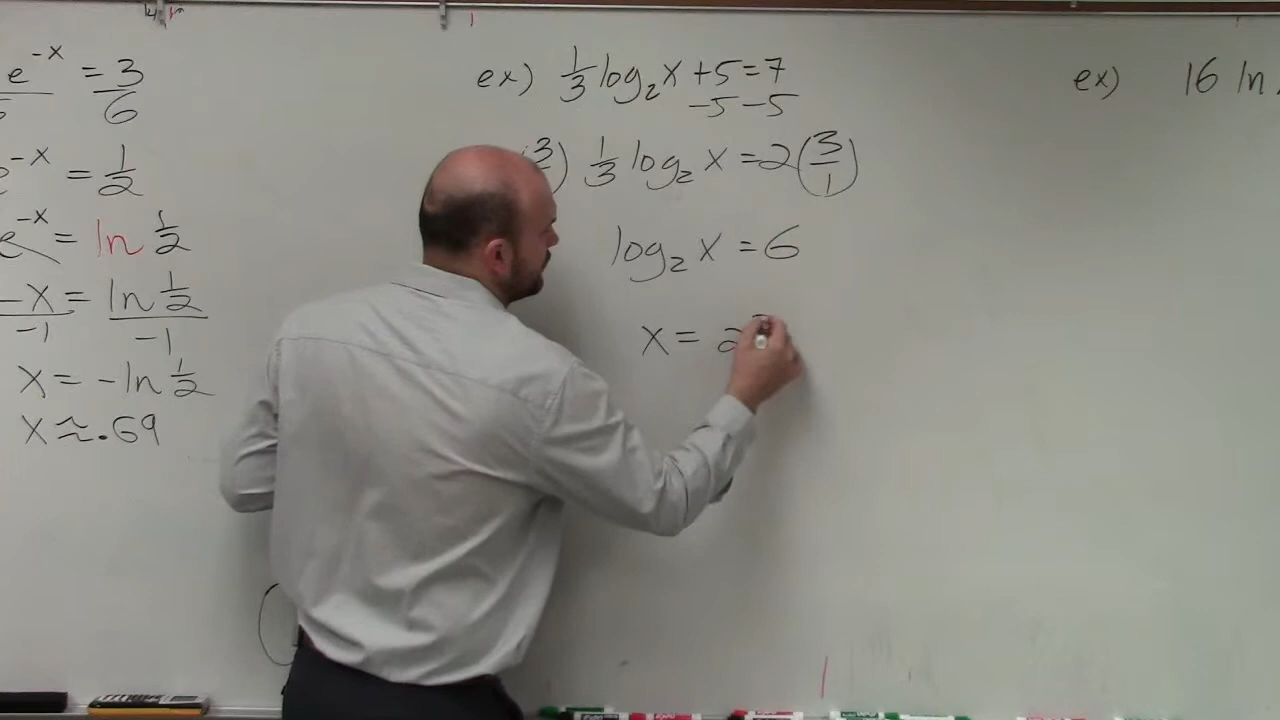 e^{-x} = 3
6
e^{-x} = 1/2
e^{-x} = ln 1/2
-x = ln 1/2
-1 -1
x = -ln 1/2
x ≈ .69
ex) 1/3 log₂ x + 5 = 7
-5 -5
(3) 1/3 log₂ x = 2(3/1)
log₂ x = 6
x = 2
ex) 16 ln